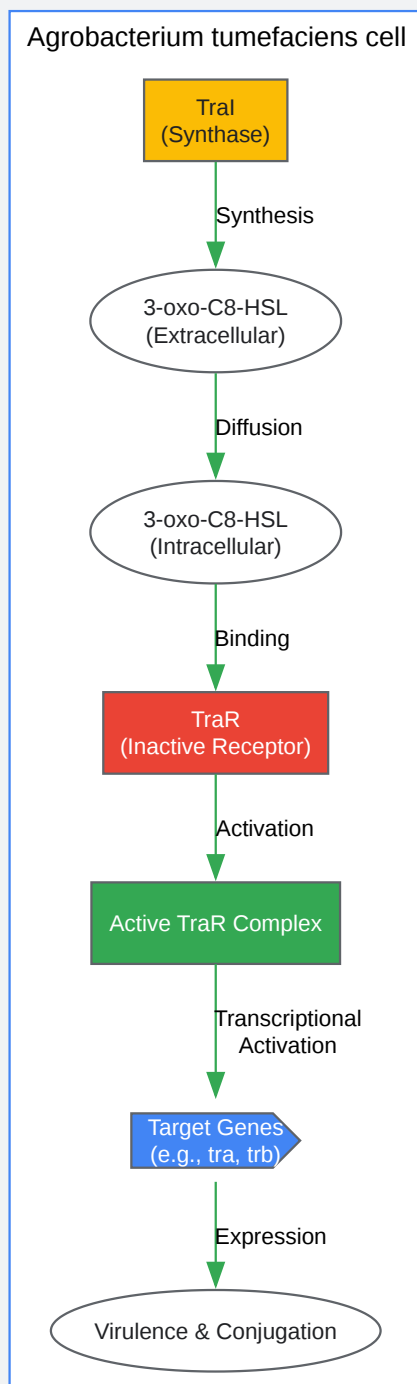 Agrobacterium tumefaciens cell
TraI
(Synthase)
Synthesis
3-oxo-C8-HSL
(Extracellular)
Diffusion
3-oxo-C8-HSL
(Intracellular)
Binding
TraR
(Inactive Receptor)
Activation
Active TraR Complex
Transcriptional
Activation
Target Genes
(e.g., tra, trb)
Expression
Virulence & Conjugation